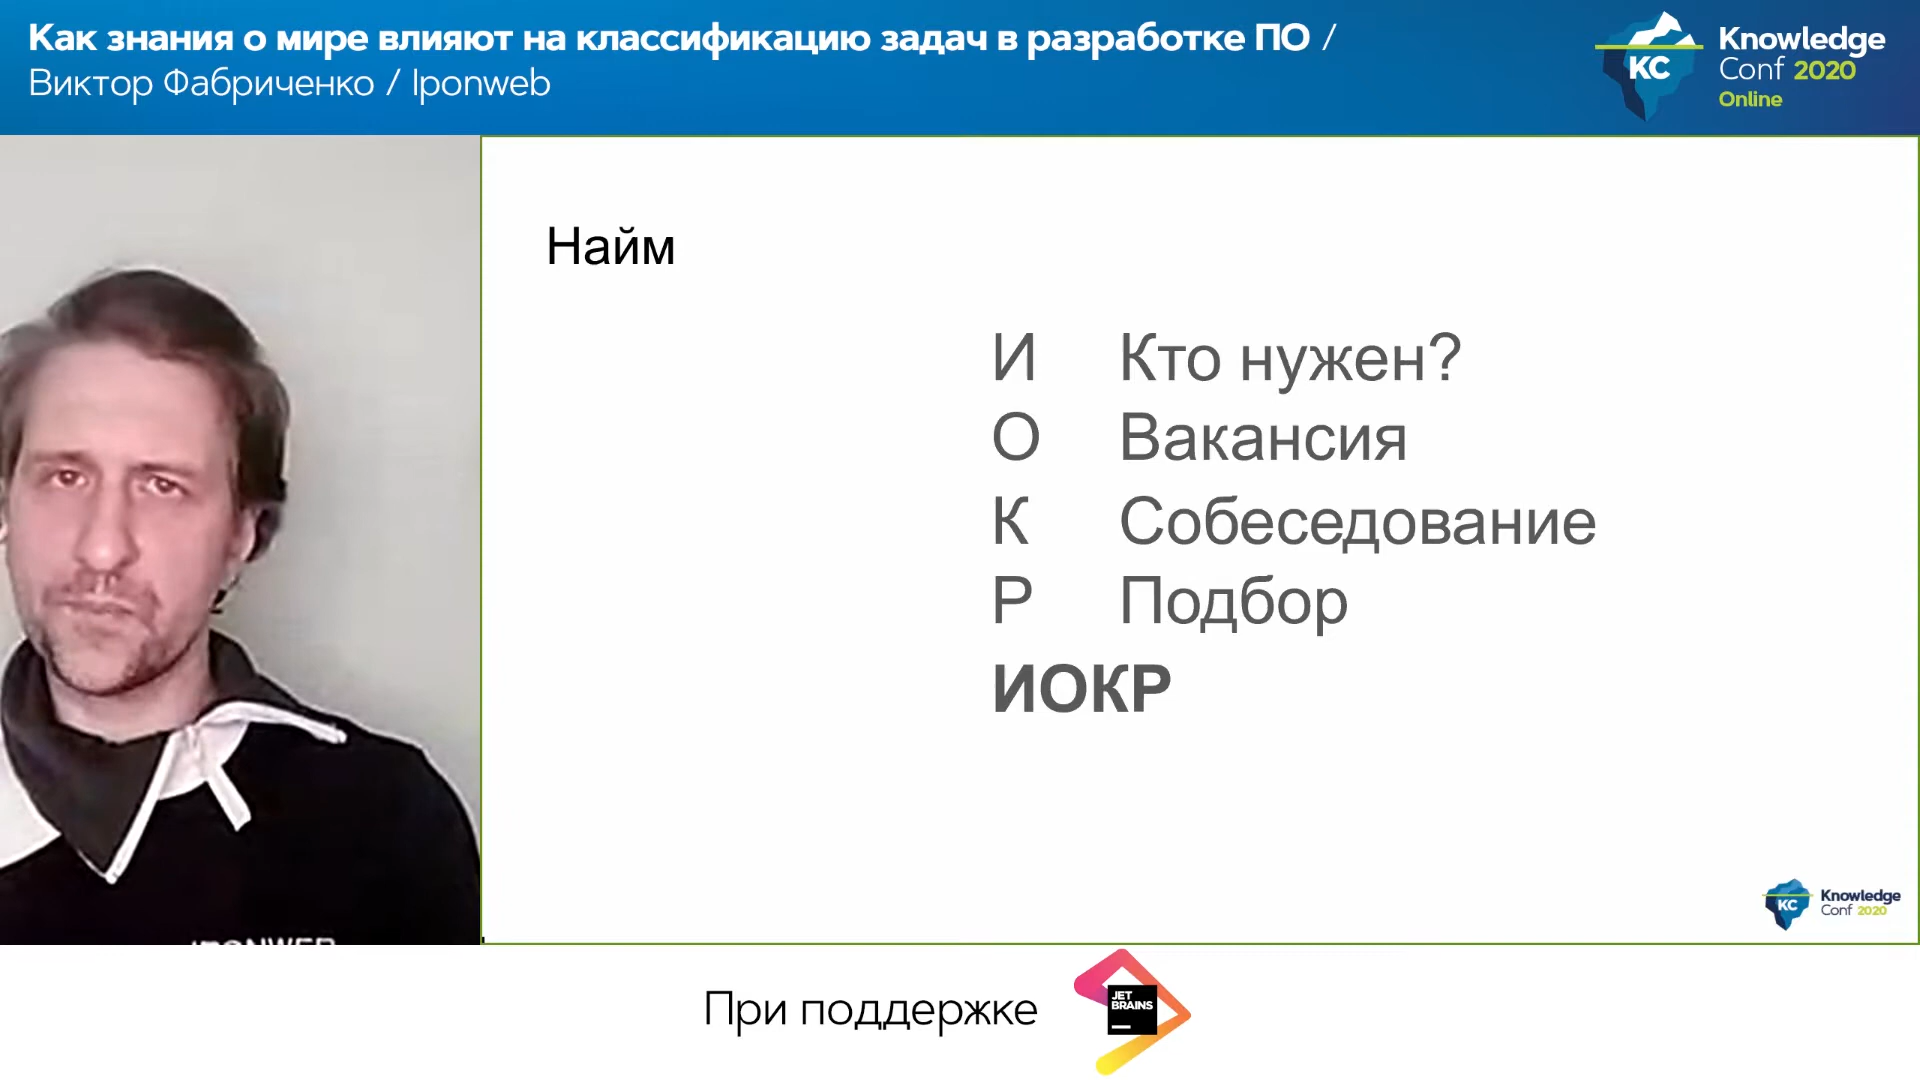 Как знания о мире влияют на классификацию задач в разработке ПО /
Виктор Фабриченко / Iponweb
KC
Knowledge
Conf 2020
Online
Найм
И Кто нужен?
О Вакансия
К Собеседование
Р Подбор
ИОКР
IPONWEB
KC
Knowledge
Conf 2020
При поддержке
JET
BRAINS